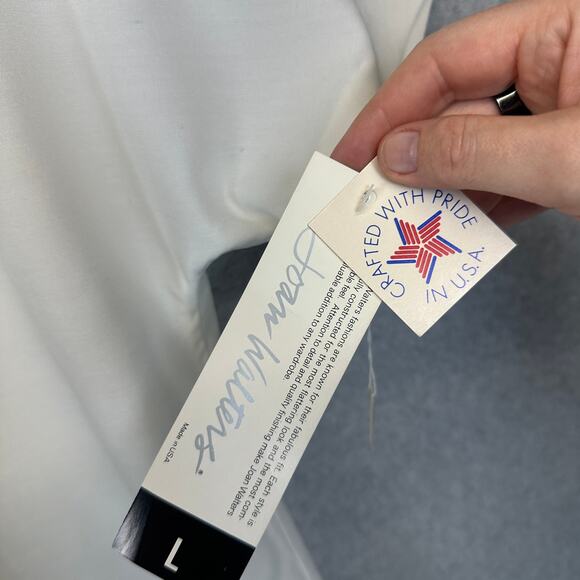 CRAFTED WITH PRIDE
IN U.S.A.
Joan Walters
Walters fashions are known for their fabulous fit. Each style is
constructed for the most flattering look and the most com-
feel. Attention to detail and quality finishing make Joan Walters
addition to any wardrobe.
Made in U.S.A.
L